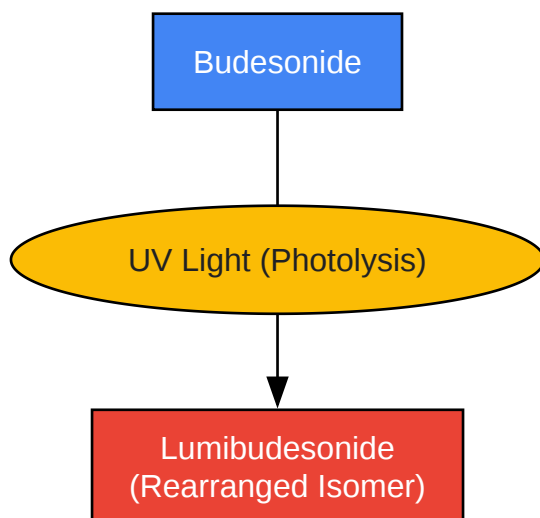 Budesonide
UV Light (Photolysis)
Lumibudesonide
(Rearranged Isomer)